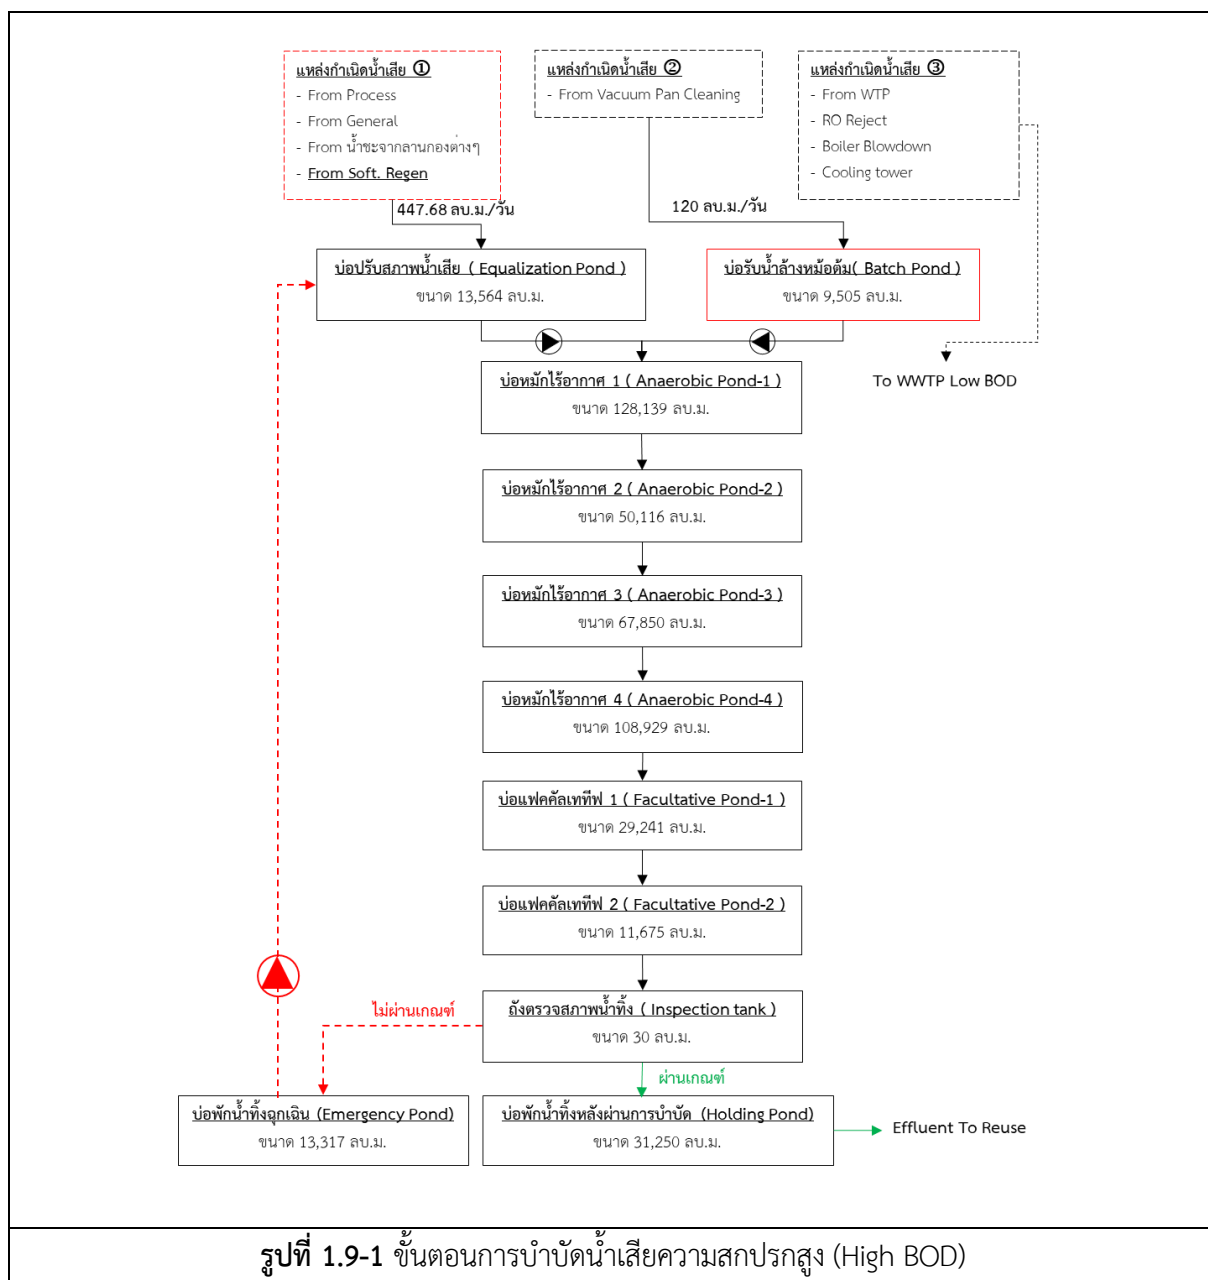 แหล่งกำเนิดน้ำเสีย ①
- From Process
- From General
- From น้ำชะจากลานกองต่างๆ
- From Soft. Regen
แหล่งกำเนิดน้ำเสีย ②
- From Vacuum Pan Cleaning
แหล่งกำเนิดน้ำเสีย ③
- From WTP
- RO Reject
- Boiler Blowdown
- Cooling tower
447.68 ลบ.ม./วัน
120 ลบ.ม./วัน
บ่อปรับสภาพน้ำเสีย ( Equalization Pond )
ขนาด 13,564 ลบ.ม.
บ่อรับน้ำล้างหม้อต้ม( Batch Pond )
ขนาด 9,505 ลบ.ม.
To WWTP Low BOD
บ่อหมักไร้อากาศ 1 ( Anaerobic Pond-1 )
ขนาด 128,139 ลบ.ม.
บ่อหมักไร้อากาศ 2 ( Anaerobic Pond-2 )
ขนาด 50,116 ลบ.ม.
บ่อหมักไร้อากาศ 3 ( Anaerobic Pond-3 )
ขนาด 67,850 ลบ.ม.
บ่อหมักไร้อากาศ 4 ( Anaerobic Pond-4 )
ขนาด 108,929 ลบ.ม.
บ่อแฟคคัลเททีฟ 1 ( Facultative Pond-1 )
ขนาด 29,241 ลบ.ม.
บ่อแฟคคัลเททีฟ 2 ( Facultative Pond-2 )
ขนาด 11,675 ลบ.ม.
ถังตรวจสภาพน้ำทิ้ง ( Inspection tank )
ขนาด 30 ลบ.ม.
ไม่ผ่านเกณฑ์
ผ่านเกณฑ์
บ่อพักน้ำทิ้งฉุกเฉิน (Emergency Pond)
ขนาด 13,317 ลบ.ม.
บ่อพักน้ำทิ้งหลังผ่านการบำบัด (Holding Pond)
ขนาด 31,250 ลบ.ม.
Effluent To Reuse
รูปที่ 1.9-1 ขั้นตอนการบำบัดน้ำเสียความสกปรกสูง (High BOD)